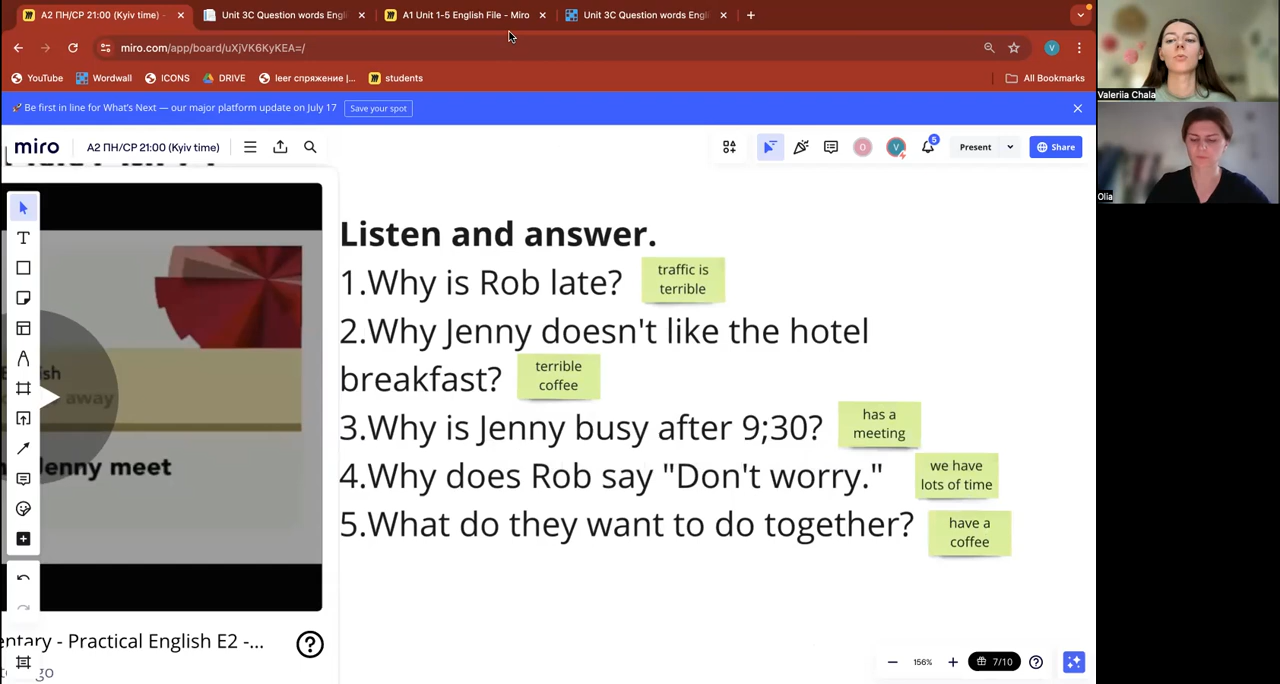 A2 ПН/СР 21:00 (Kyiv time) -
Unit 3C Question words Engl
A1 Unit 1-5 English File - Miro
Unit 3C Question words Engl
miro.com/app/board/uXjVK6KyKEA=/
V
YouTube
Wordwall
ICONS
DRIVE
leer спряжение |...
students
All Bookmarks
🚀 Be first in line for What's Next — our major platform update on July 17
Save your spot
miro
A2 ПН/СР 21:00 (Kyiv time)
O
V
5
Present
Share
Valeriia Chala
Olia
Listen and answer.
1.Why is Rob late?
traffic is
terrible
2.Why Jenny doesn't like the hotel
breakfast?
terrible
coffee
3.Why is Jenny busy after 9;30?
has a
meeting
4.Why does Rob say "Don't worry."
we have
lots of time
5.What do they want to do together?
have a
coffee
away
Jenny meet
entary - Practical English E2 -...
go
156%
7/10